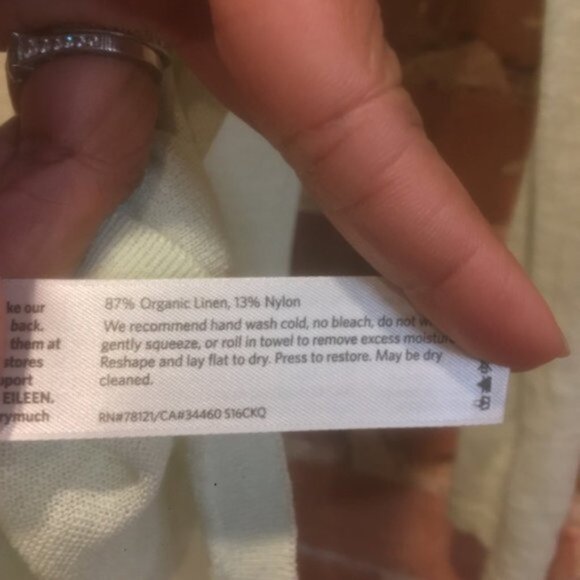 ke our
back.
them at
stores
pport
EILEEN.
rymuch
87% Organic Linen, 13% Nylon
We recommend hand wash cold, no bleach, do not
gently squeeze, or roll in towel to remove excess moisture.
Reshape and lay flat to dry. Press to restore. May be dry
cleaned.
RN#78121/CA#34460 S16CKQ